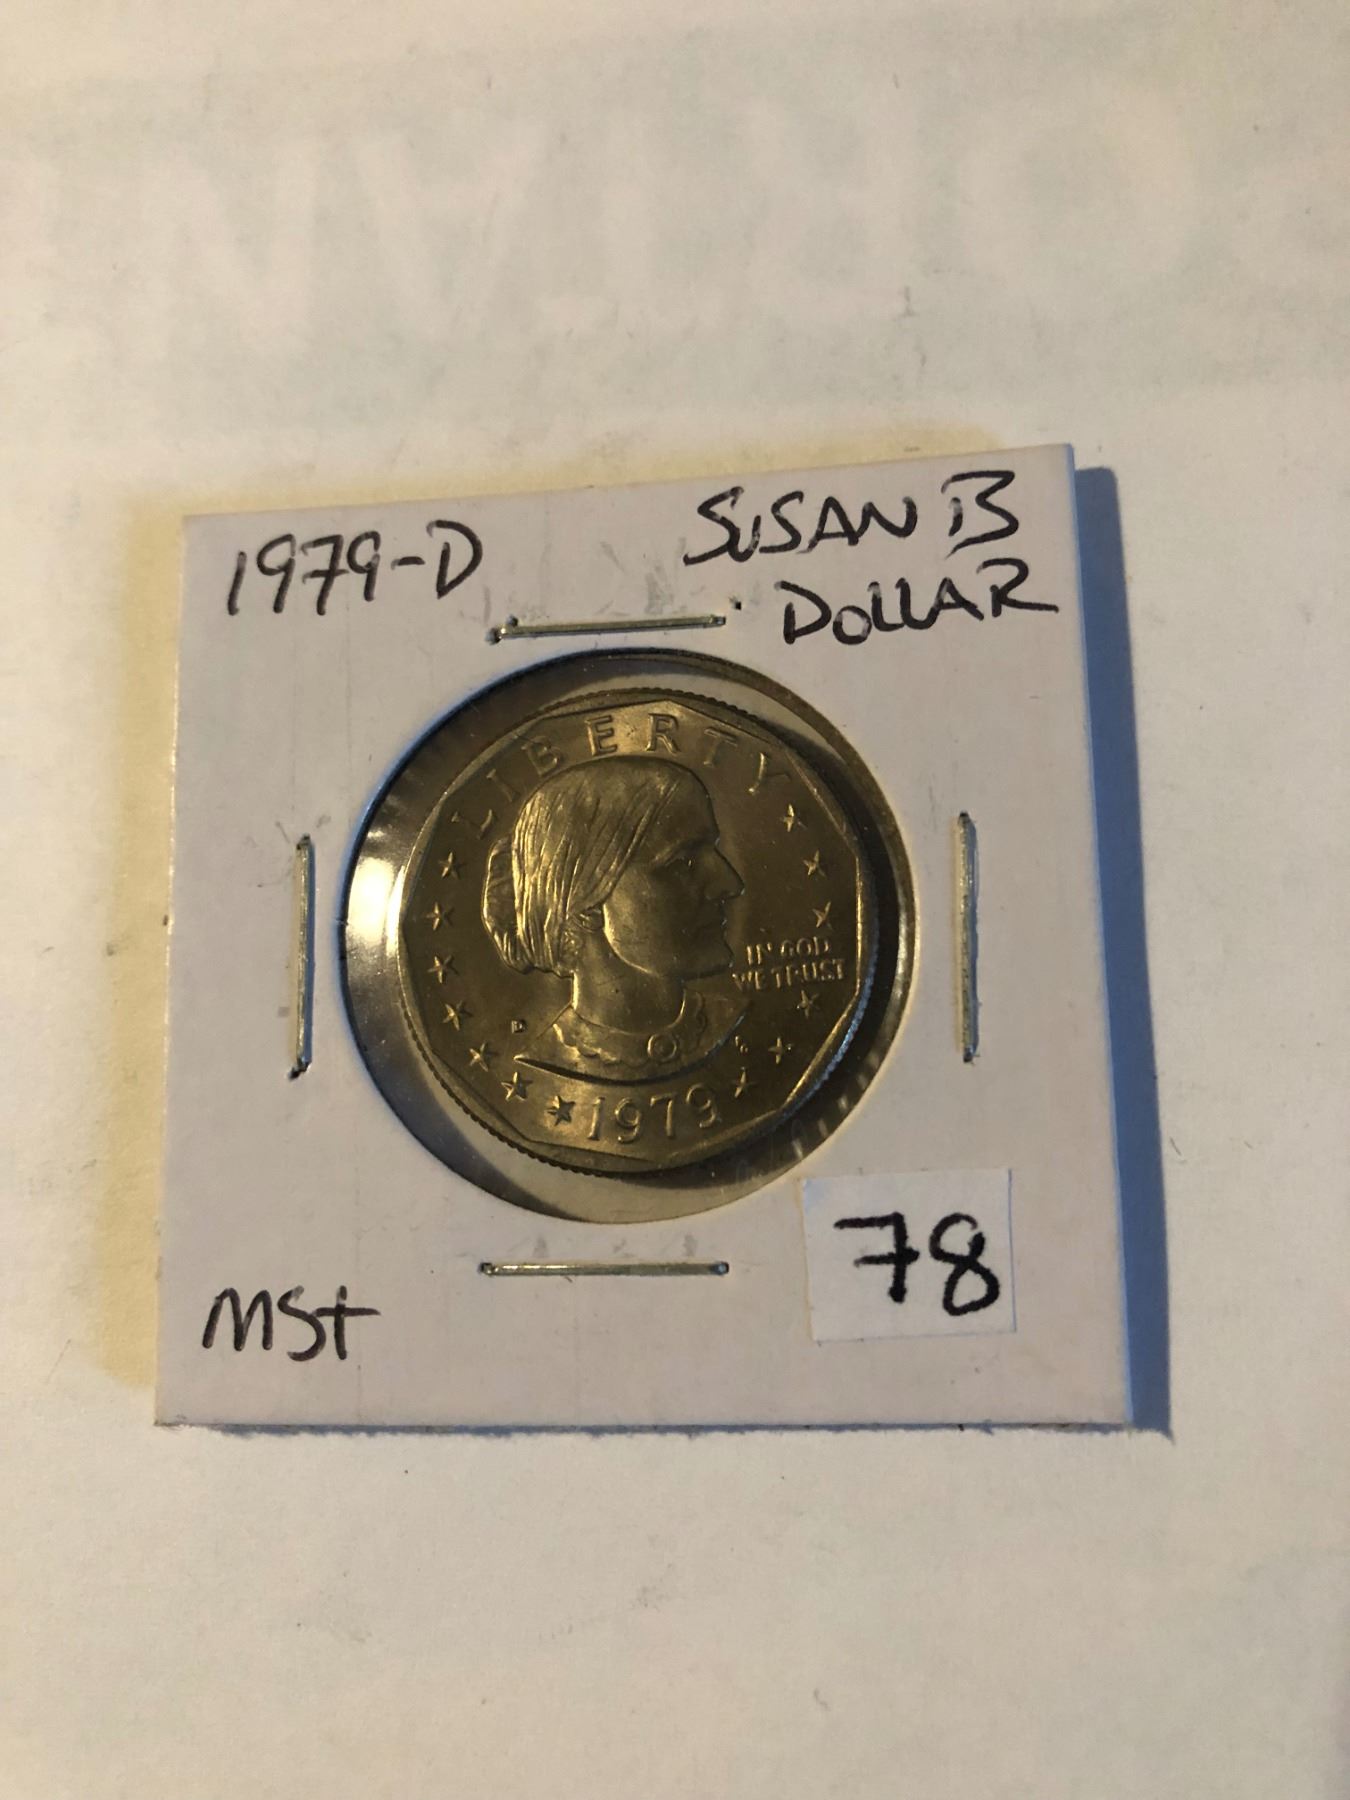 1979-D
SUSAN B
DOLLAR
LIBERTY
IN GOD
WE TRUST
D
1979
MS+
78